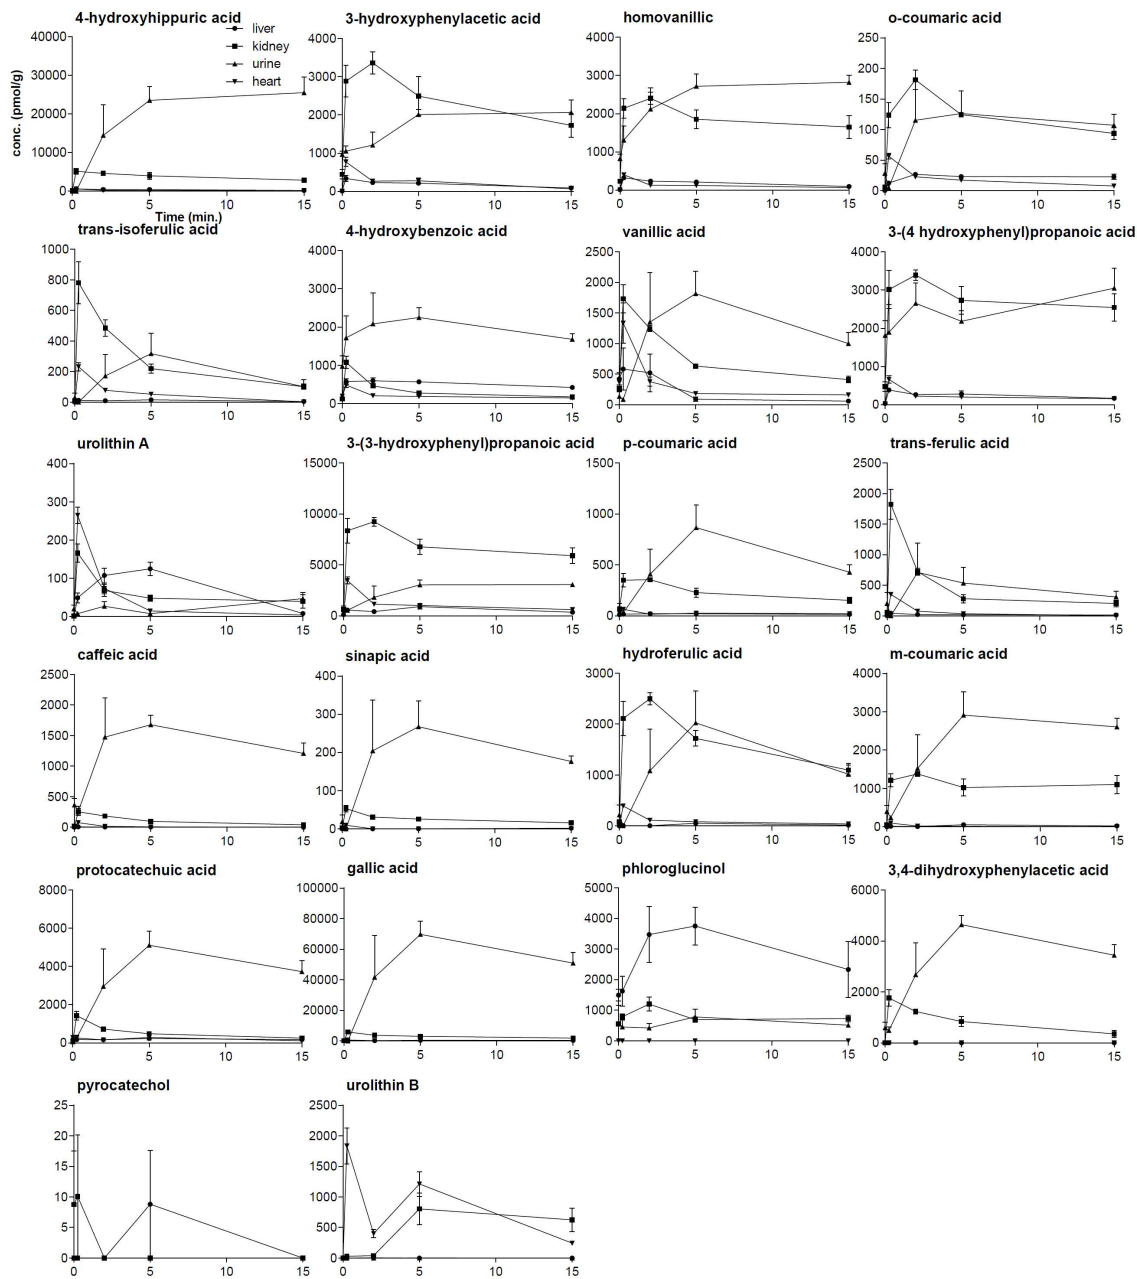 4-hydroxyhippuric acid
3-hydroxyphenylacetic acid
homovanillic
o-coumaric acid
liver
kidney
urine
heart
conc. (pmol/g)
40000
30000
20000
10000
0
0 5 10 15
Time (min.)
4000
3000
2000
1000
0
0 5 10 15
4000
3000
2000
1000
0
0 5 10 15
250
200
150
100
50
0
0 5 10 15
trans-isoferulic acid
4-hydroxybenzoic acid
vanillic acid
3-(4 hydroxyphenyl)propanoic acid
1000
800
600
400
200
0
0 5 10 15
4000
3000
2000
1000
0
0 5 10 15
2500
2000
1500
1000
500
0
0 5 10 15
4000
3000
2000
1000
0
0 5 10 15
urolithin A
3-(3-hydroxyphenyl)propanoic acid
p-coumaric acid
trans-ferulic acid
400
300
200
100
0
0 5 10 15
15000
10000
5000
0
0 5 10 15
1500
1000
500
0
0 5 10 15
2500
2000
1500
1000
500
0
0 5 10 15
caffeic acid
sinapic acid
hydroferulic acid
m-coumaric acid
2500
2000
1500
1000
500
0
0 5 10 15
400
300
200
100
0
0 5 10 15
3000
2000
1000
0
0 5 10 15
4000
3000
2000
1000
0
0 5 10 15
protocatechuic acid
gallic acid
phloroglucinol
3,4-dihydroxyphenylacetic acid
8000
6000
4000
2000
0
0 5 10 15
100000
80000
60000
40000
20000
0
0 5 10 15
5000
4000
3000
2000
1000
0
0 5 10 15
6000
4000
2000
0
0 5 10 15
pyrocatechol
urolithin B
25
20
15
10
5
0
0 5 10 15
2500
2000
1500
1000
500
0
0 5 10 15